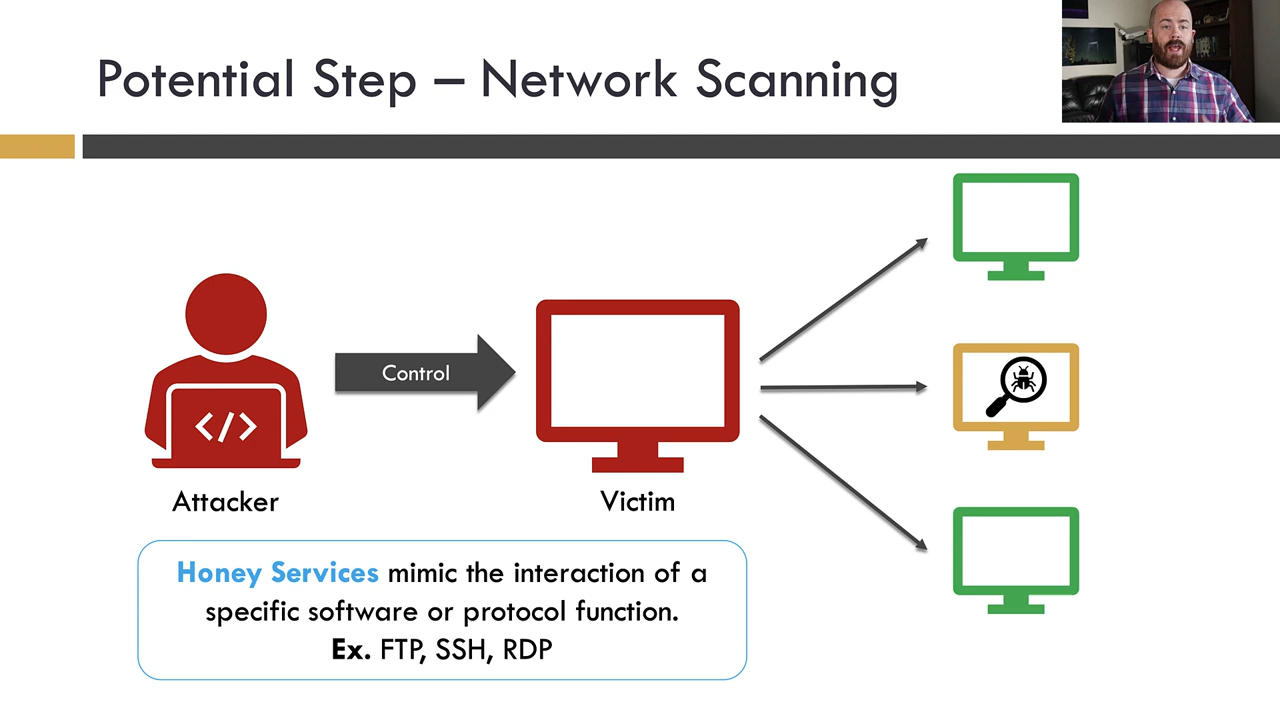 Potential Step – Network Scanning
Control
</>
Attacker
Victim
Honey Services mimic the interaction of a
specific software or protocol function.
Ex. FTP, SSH, RDP